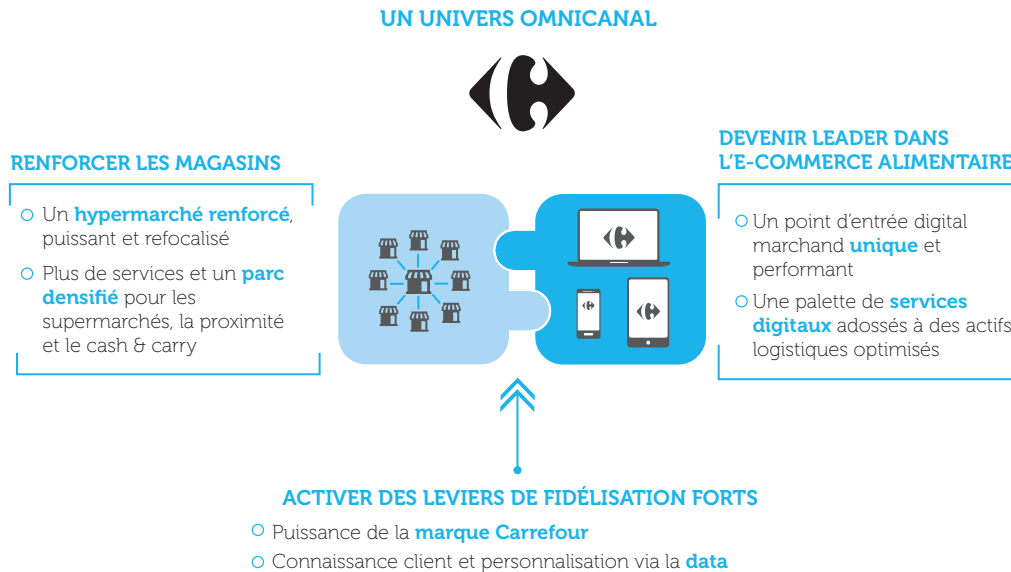 UN UNIVERS OMNICANAL
RENFORCER LES MAGASINS
Un hypermarché renforcé,
puissant et refocalisé
Plus de services et un parc
densifié pour les
supermarchés, la proximité
et le cash & carry
DEVENIR LEADER DANS
L'E-COMMERCE ALIMENTAIRE
Un point d'entrée digital
marchand unique et
performant
Une palette de services
digitaux adossés à des actifs
logistiques optimisés
ACTIVER DES LEVIERS DE FIDÉLISATION FORTS
Puissance de la marque Carrefour
Connaissance client et personnalisation via la data